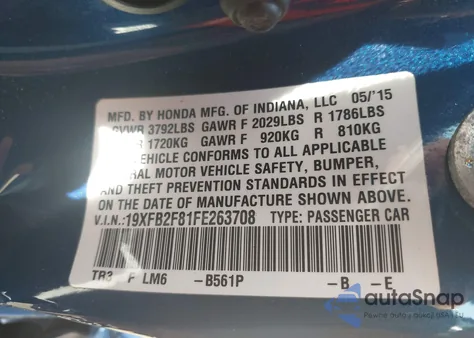 MFD. BY HONDA MFG. OF INDIANA, LLC 05/'15
GVWR 3792LBS GAWR F 2029LBS R 1786LBS
1720KG GAWR F 920KG R 810KG
VEHICLE CONFORMS TO ALL APPLICABLE
MOTOR VEHICLE SAFETY, BUMPER,
AND THEFT PREVENTION STANDARDS IN EFFECT
ON THE DATE OF MANUFACTURE SHOWN ABOVE.
V.I.N.:19XFB2F81FE263708 TYPE: PASSENGER CAR
TR3 F LM6 -B561P -B -E
autoSnap